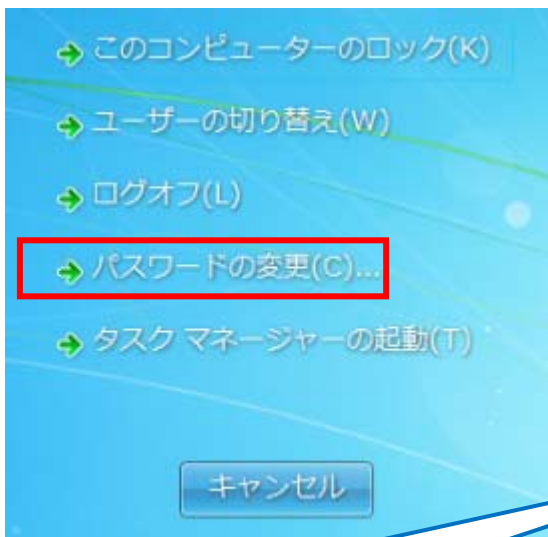 このコンピューターのロック(K)
ユーザーの切り替え(W)
ログオフ(L)
パスワードの変更(C)...
タスク マネージャーの起動(T)
キャンセル